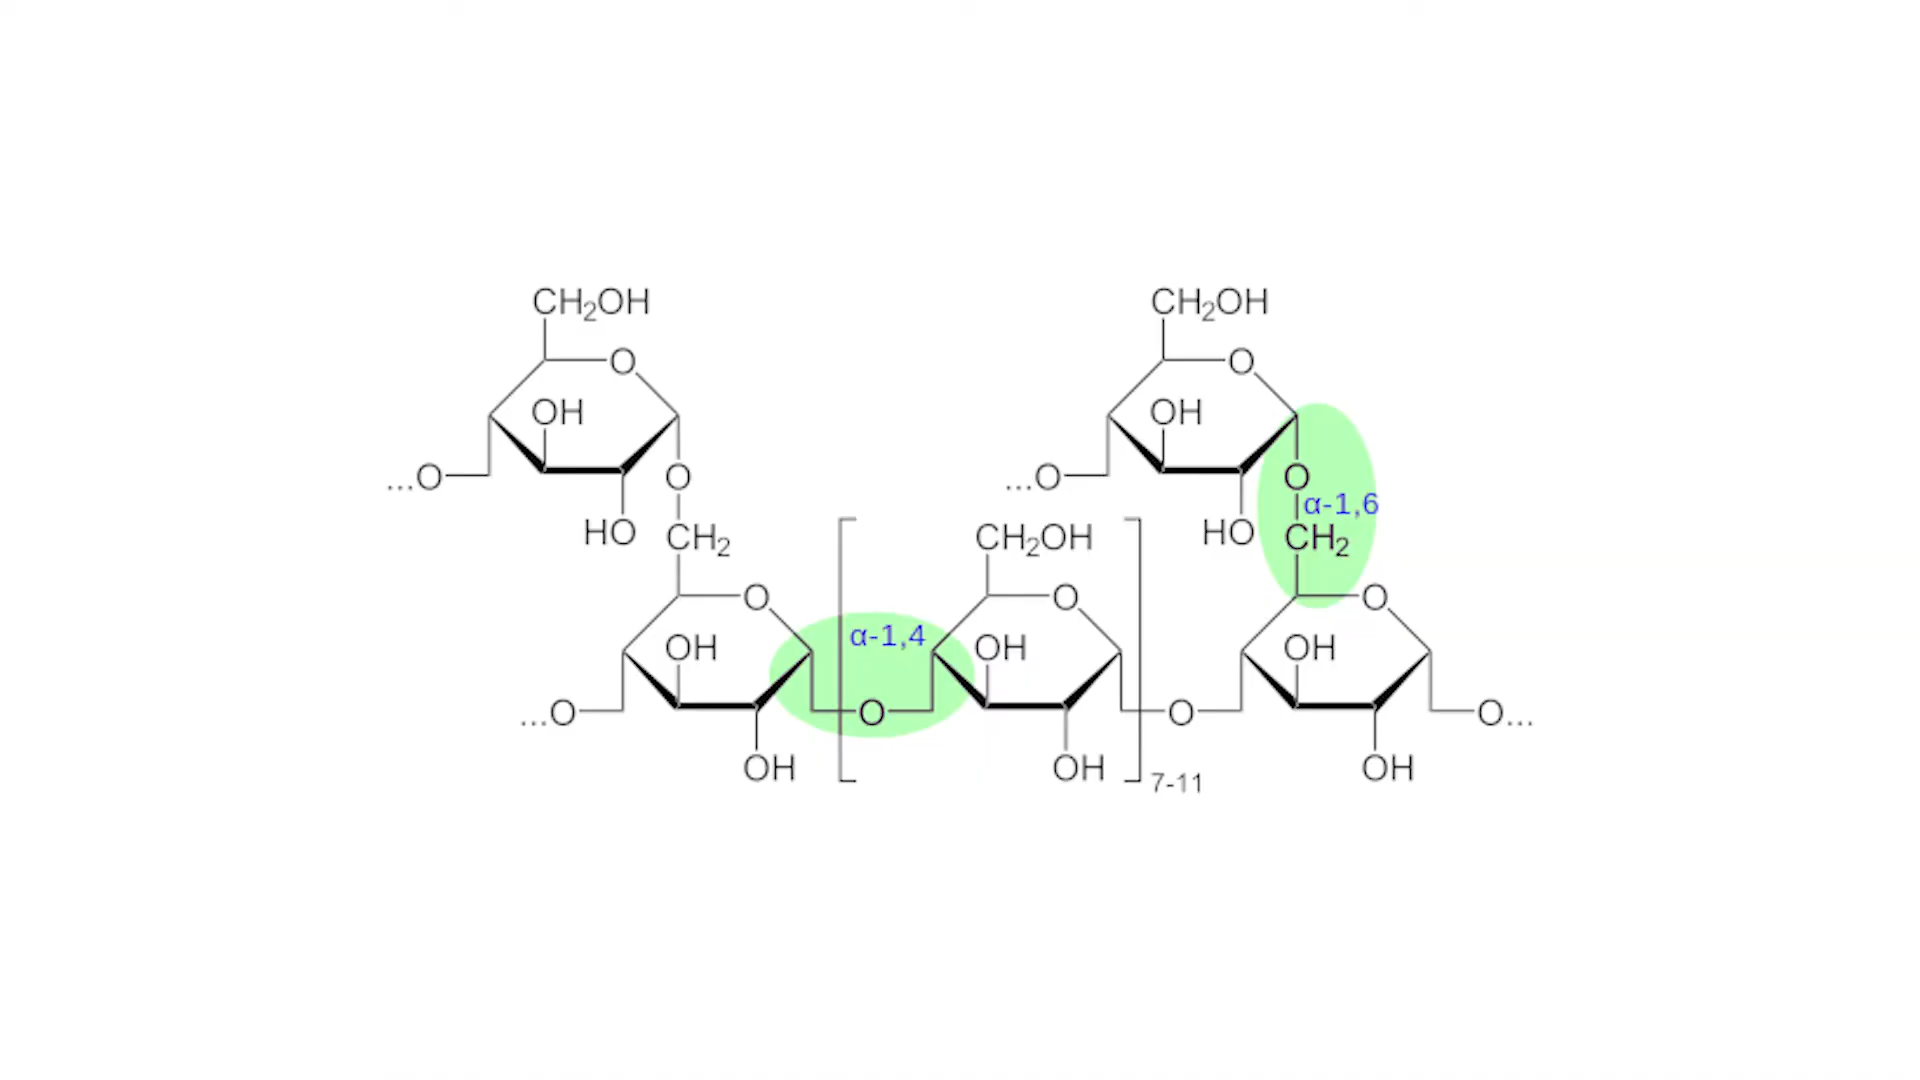 CH₂OH CH₂OH
O O
OH OH
...O O ...O O
α-1,6
HO CH₂ CH₂OH HO CH₂
O O O
α-1,4
OH OH OH
...O O O O...
OH OH OH
7-11